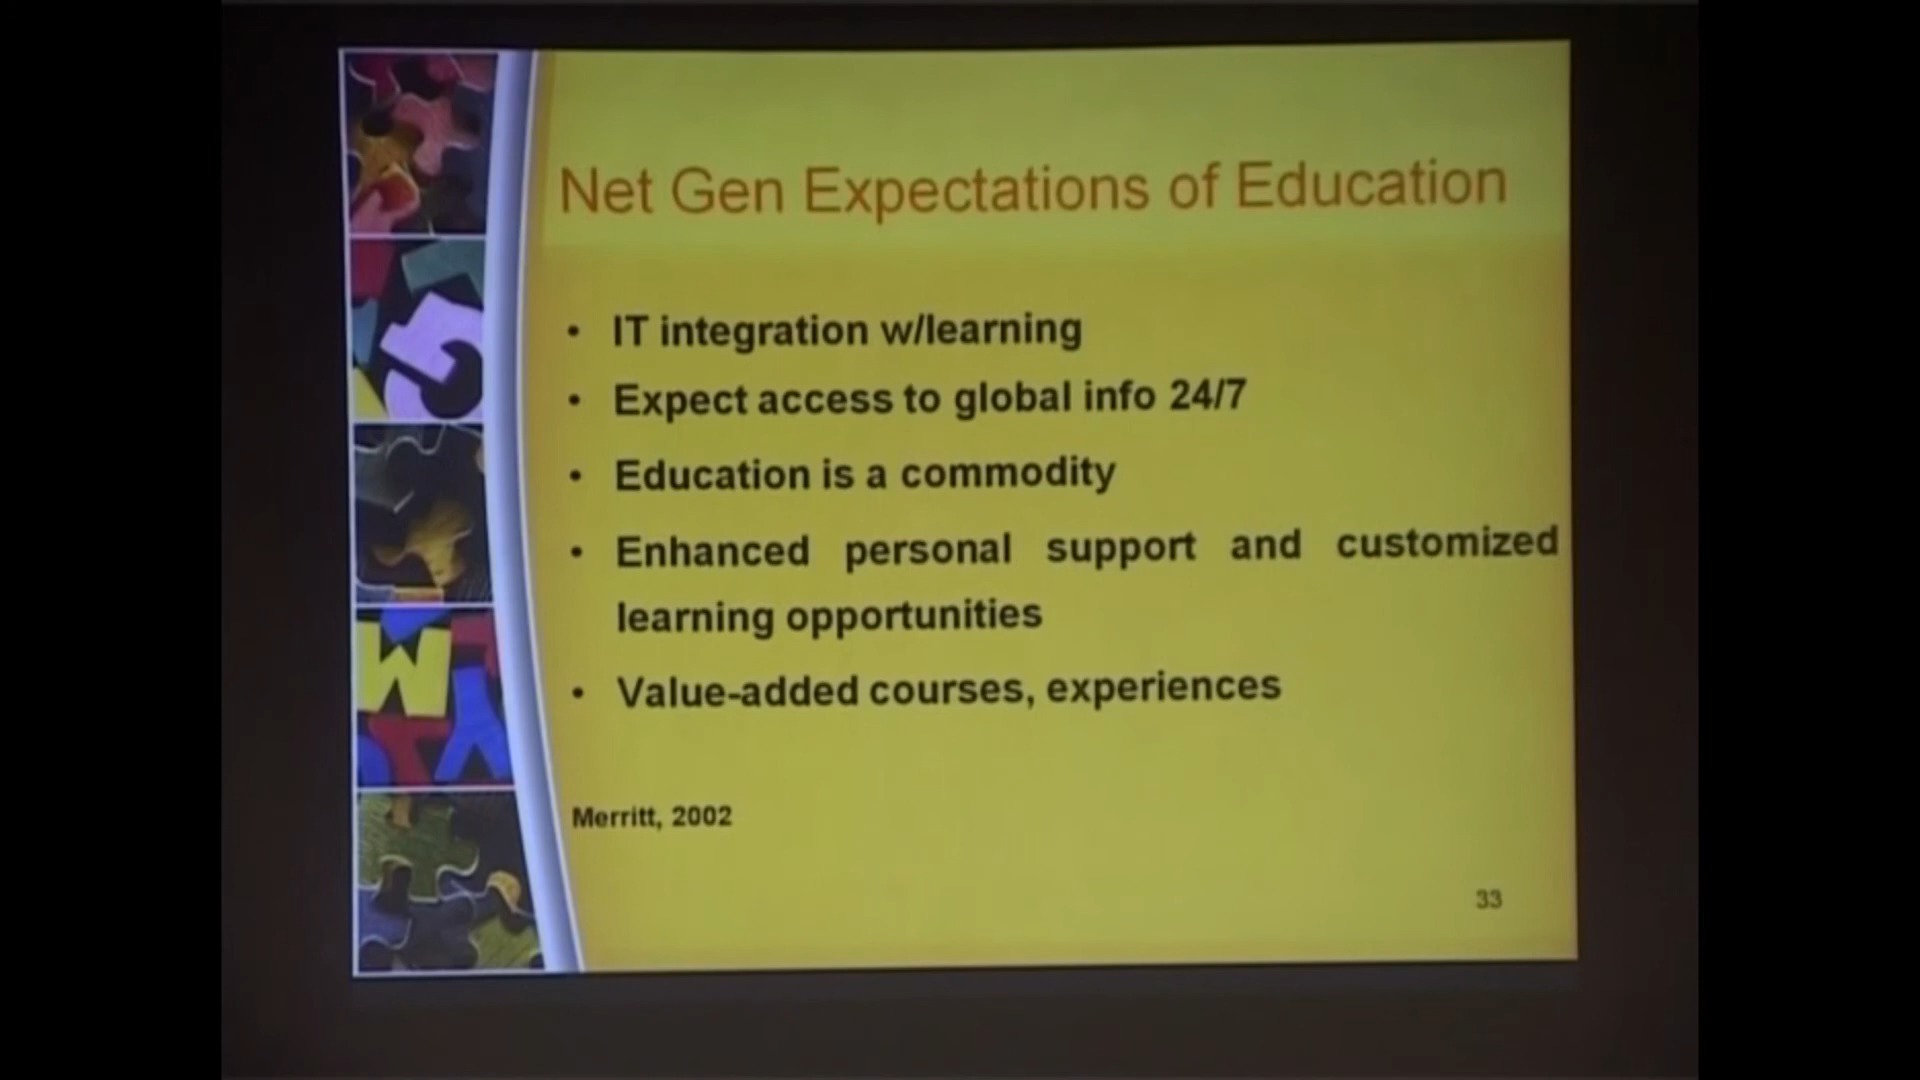 Net Gen Expectations of Education
• IT integration w/learning
• Expect access to global info 24/7
• Education is a commodity
• Enhanced personal support and customized
learning opportunities
• Value-added courses, experiences
Merritt, 2002
33